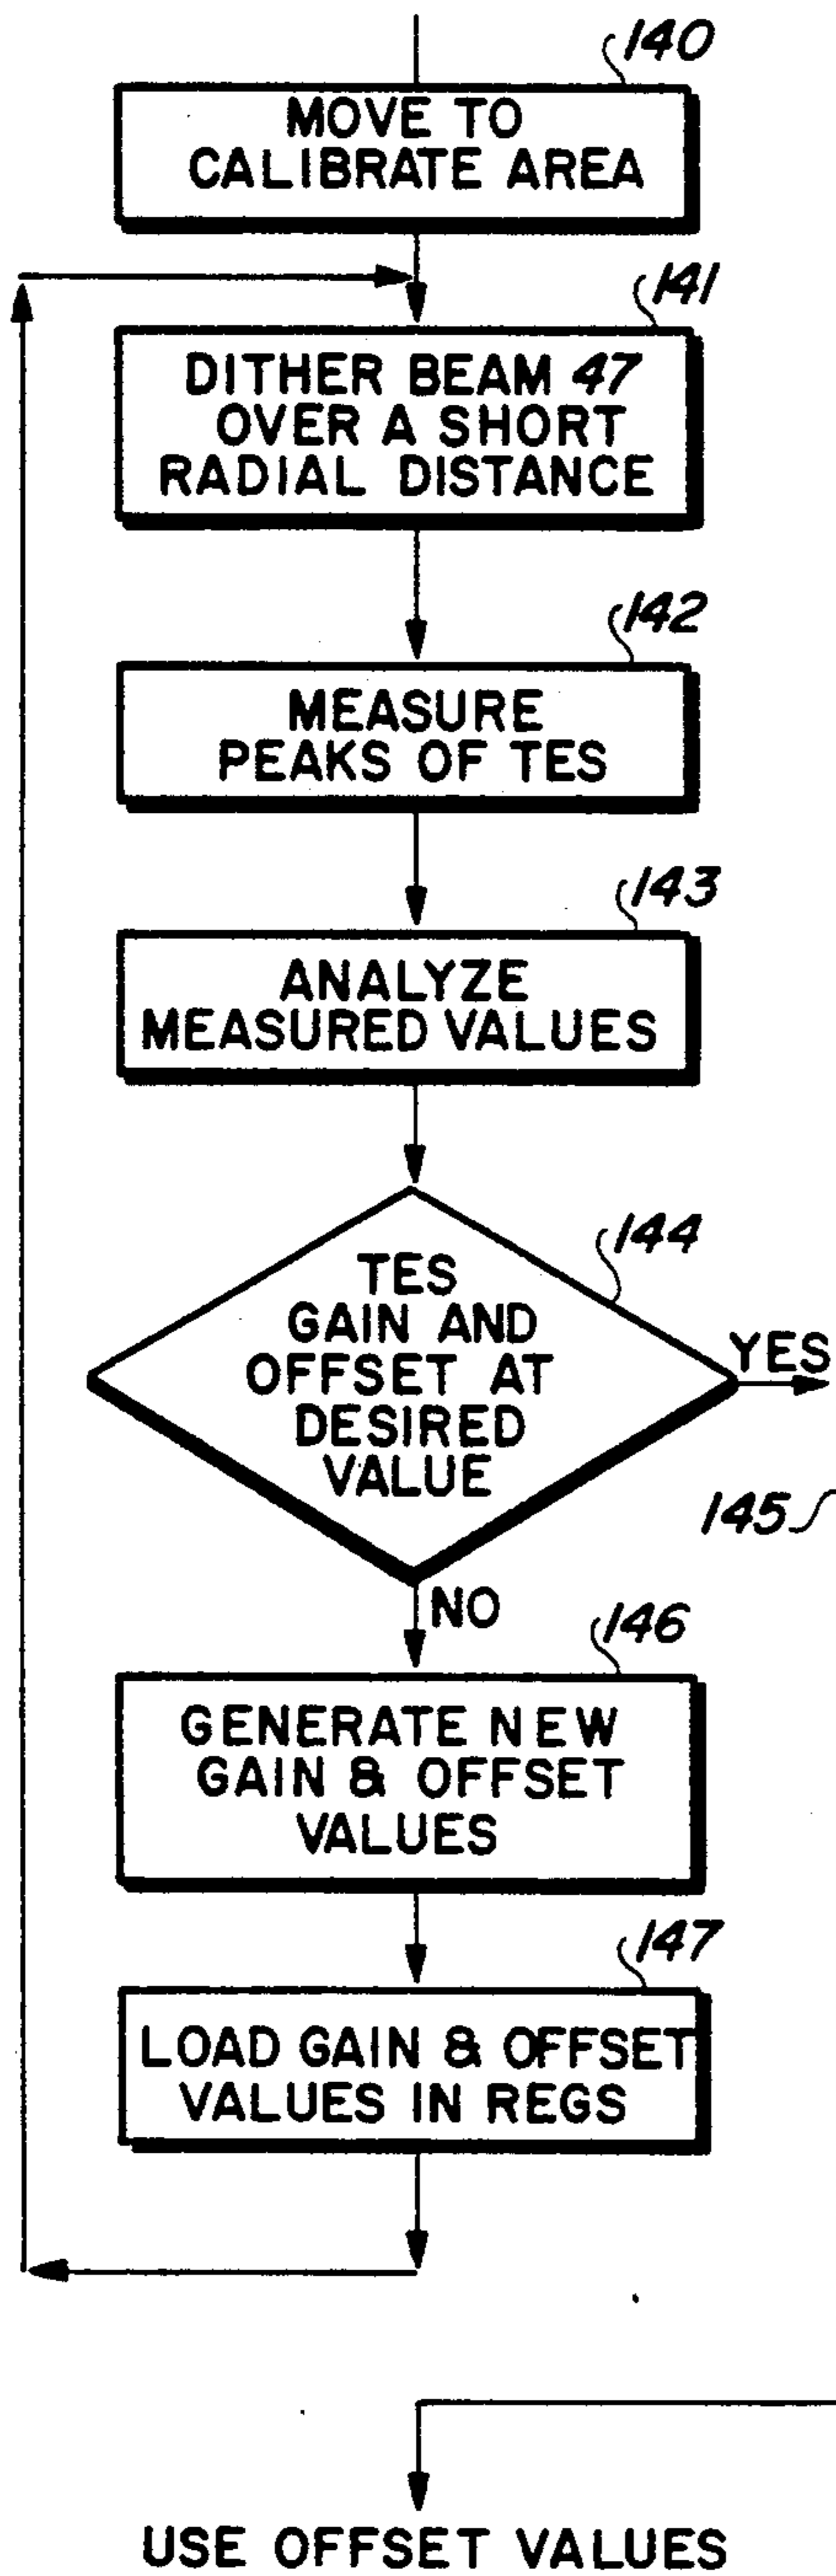 140
MOVE TO
CALIBRATE AREA
141
DITHER BEAM 47
OVER A SHORT
RADIAL DISTANCE
142
MEASURE
PEAKS OF TES
143
ANALYZE
MEASURED VALUES
144
TES
GAIN AND
OFFSET AT
DESIRED
VALUE
YES
145
NO
146
GENERATE NEW
GAIN & OFFSET
VALUES
147
LOAD GAIN & OFFSET
VALUES IN REGS
USE OFFSET VALUES